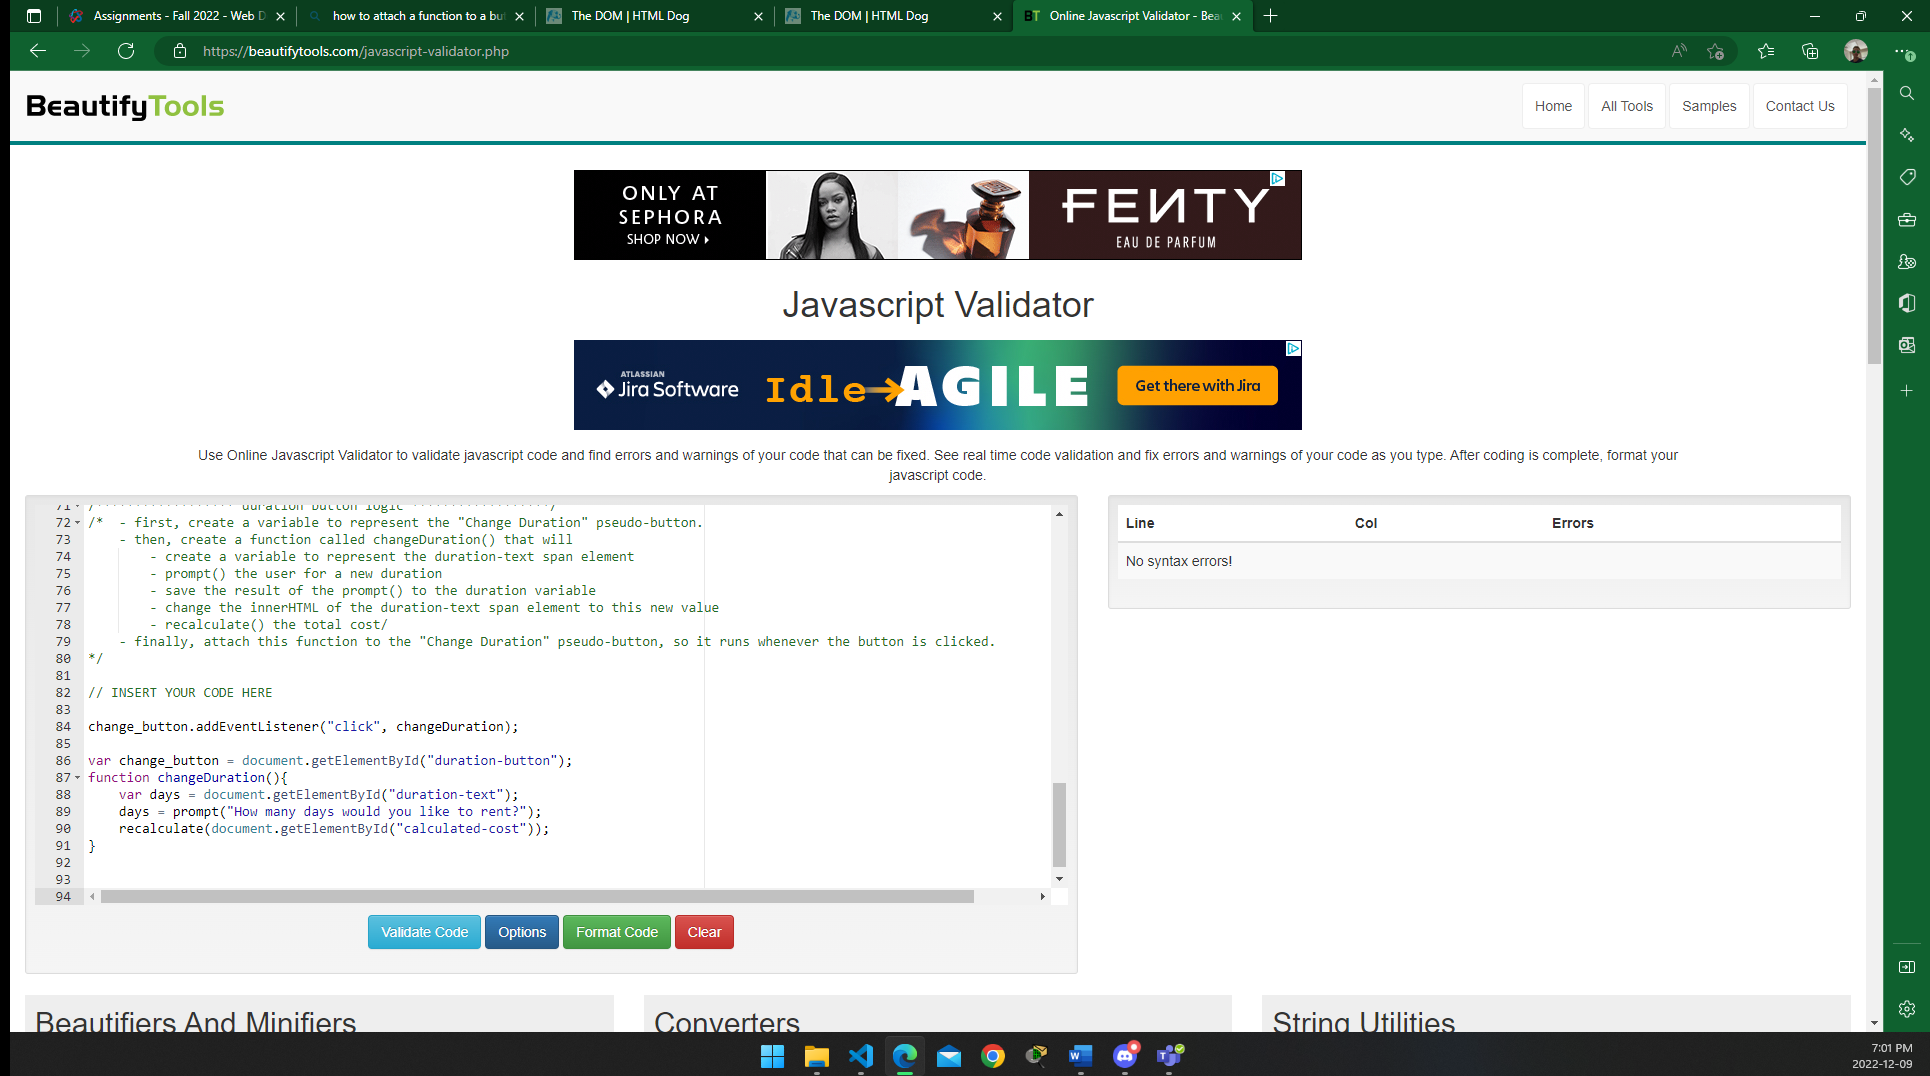 Assignments - Fall 2022 - Web D
how to attach a function to a bu
The DOM | HTML Dog
The DOM | HTML Dog
BT Online Javascript Validator - Bea
https://beautifytools.com/javascript-validator.php
BeautifyTools
Home
All Tools
Samples
Contact Us
ONLY AT
SEPHORA
SHOP NOW
FENTY
EAU DE PARFUM
Javascript Validator
ATLASSIAN
Jira Software
Idle
AGILE
Get there with Jira
Use Online Javascript Validator to validate javascript code and find errors and warnings of your code that can be fixed. See real time code validation and fix errors and warnings of your code as you type. After coding is complete, format your
javascript code.
71 duration button logic
72 /*  - first, create a variable to represent the "Change Duration" pseudo-button.
73     - then, create a function called changeDuration() that will
74         - create a variable to represent the duration-text span element
75         - prompt() the user for a new duration
76         - save the result of the prompt() to the duration variable
77         - change the innerHTML of the duration-text span element to this new value
78         - recalculate() the total cost/
79     - finally, attach this function to the "Change Duration" pseudo-button, so it runs whenever the button is clicked.
80 */
81
82 // INSERT YOUR CODE HERE
83
84 change_button.addEventListener("click", changeDuration);
85
86 var change_button = document.getElementById("duration-button");
87 function changeDuration(){
88     var days = document.getElementById("duration-text");
89     days = prompt("How many days would you like to rent?");
90     recalculate(document.getElementById("calculated-cost"));
91 }
92
93
94
Validate Code
Options
Format Code
Clear
Line Col Errors
No syntax errors!
Beautifiers And Minifiers
Converters
String Utilities
7:01 PM
2022-12-09